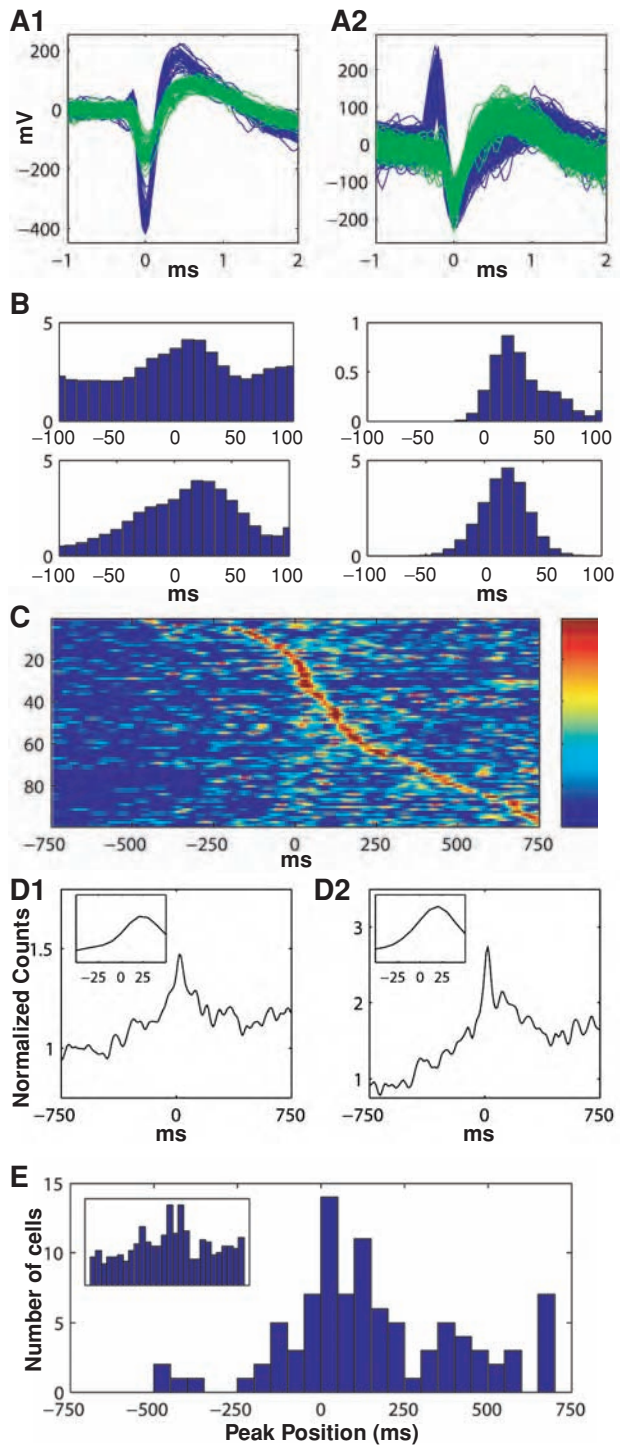 A1 A2
200 0 −200 −400
mV
−1 0 1 2
ms
200 100 0 −100 −200
−1 0 1 2
ms
B
5 0
−100 −50 0 50 100
1 0.5 0
−100 −50 0 50 100
5 0
−100 −50 0 50 100
ms
5 0
−100 −50 0 50 100
ms
C
20 40 60 80
−750 −500 −250 0 250 500 750
ms
D1 D2
Normalized Counts
1.5 1
−25 0 25
−750 0 750
ms
3 2 1
−25 0 25
−750 0 750
ms
E
Number of cells
15 10 5 0
−750 −500 −250 0 250 500 750
Peak Position (ms)